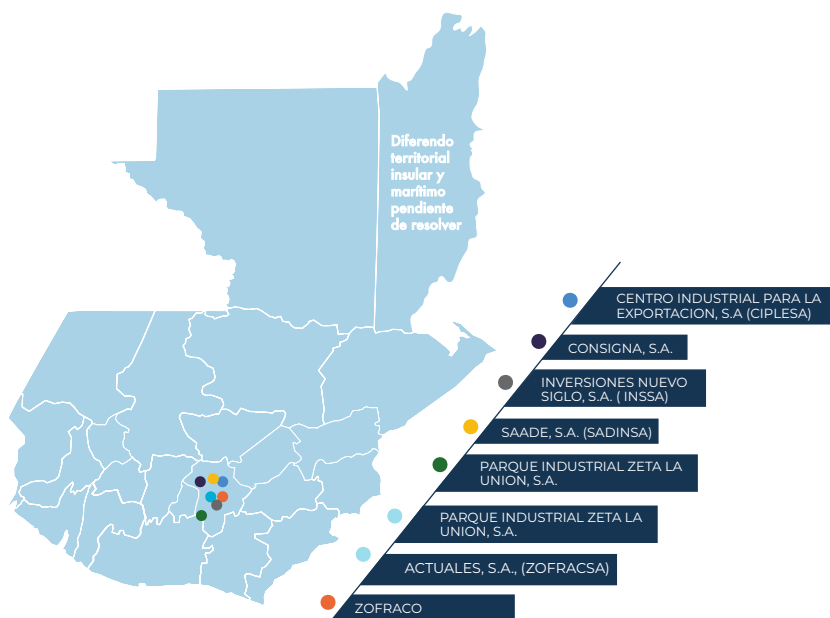 Diferendo
territorial
insular y
marítimo
pendiente
de resolver
CENTRO INDUSTRIAL PARA LA
EXPORTACION, S.A (CIPLESA)
CONSIGNA, S.A.
INVERSIONES NUEVO
SIGLO, S.A. ( INSSA)
SAADE, S.A. (SADINSA)
PARQUE INDUSTRIAL ZETA LA
UNION, S.A.
PARQUE INDUSTRIAL ZETA LA
UNION, S.A.
ACTUALES, S.A., (ZOFRACSA)
ZOFRACO